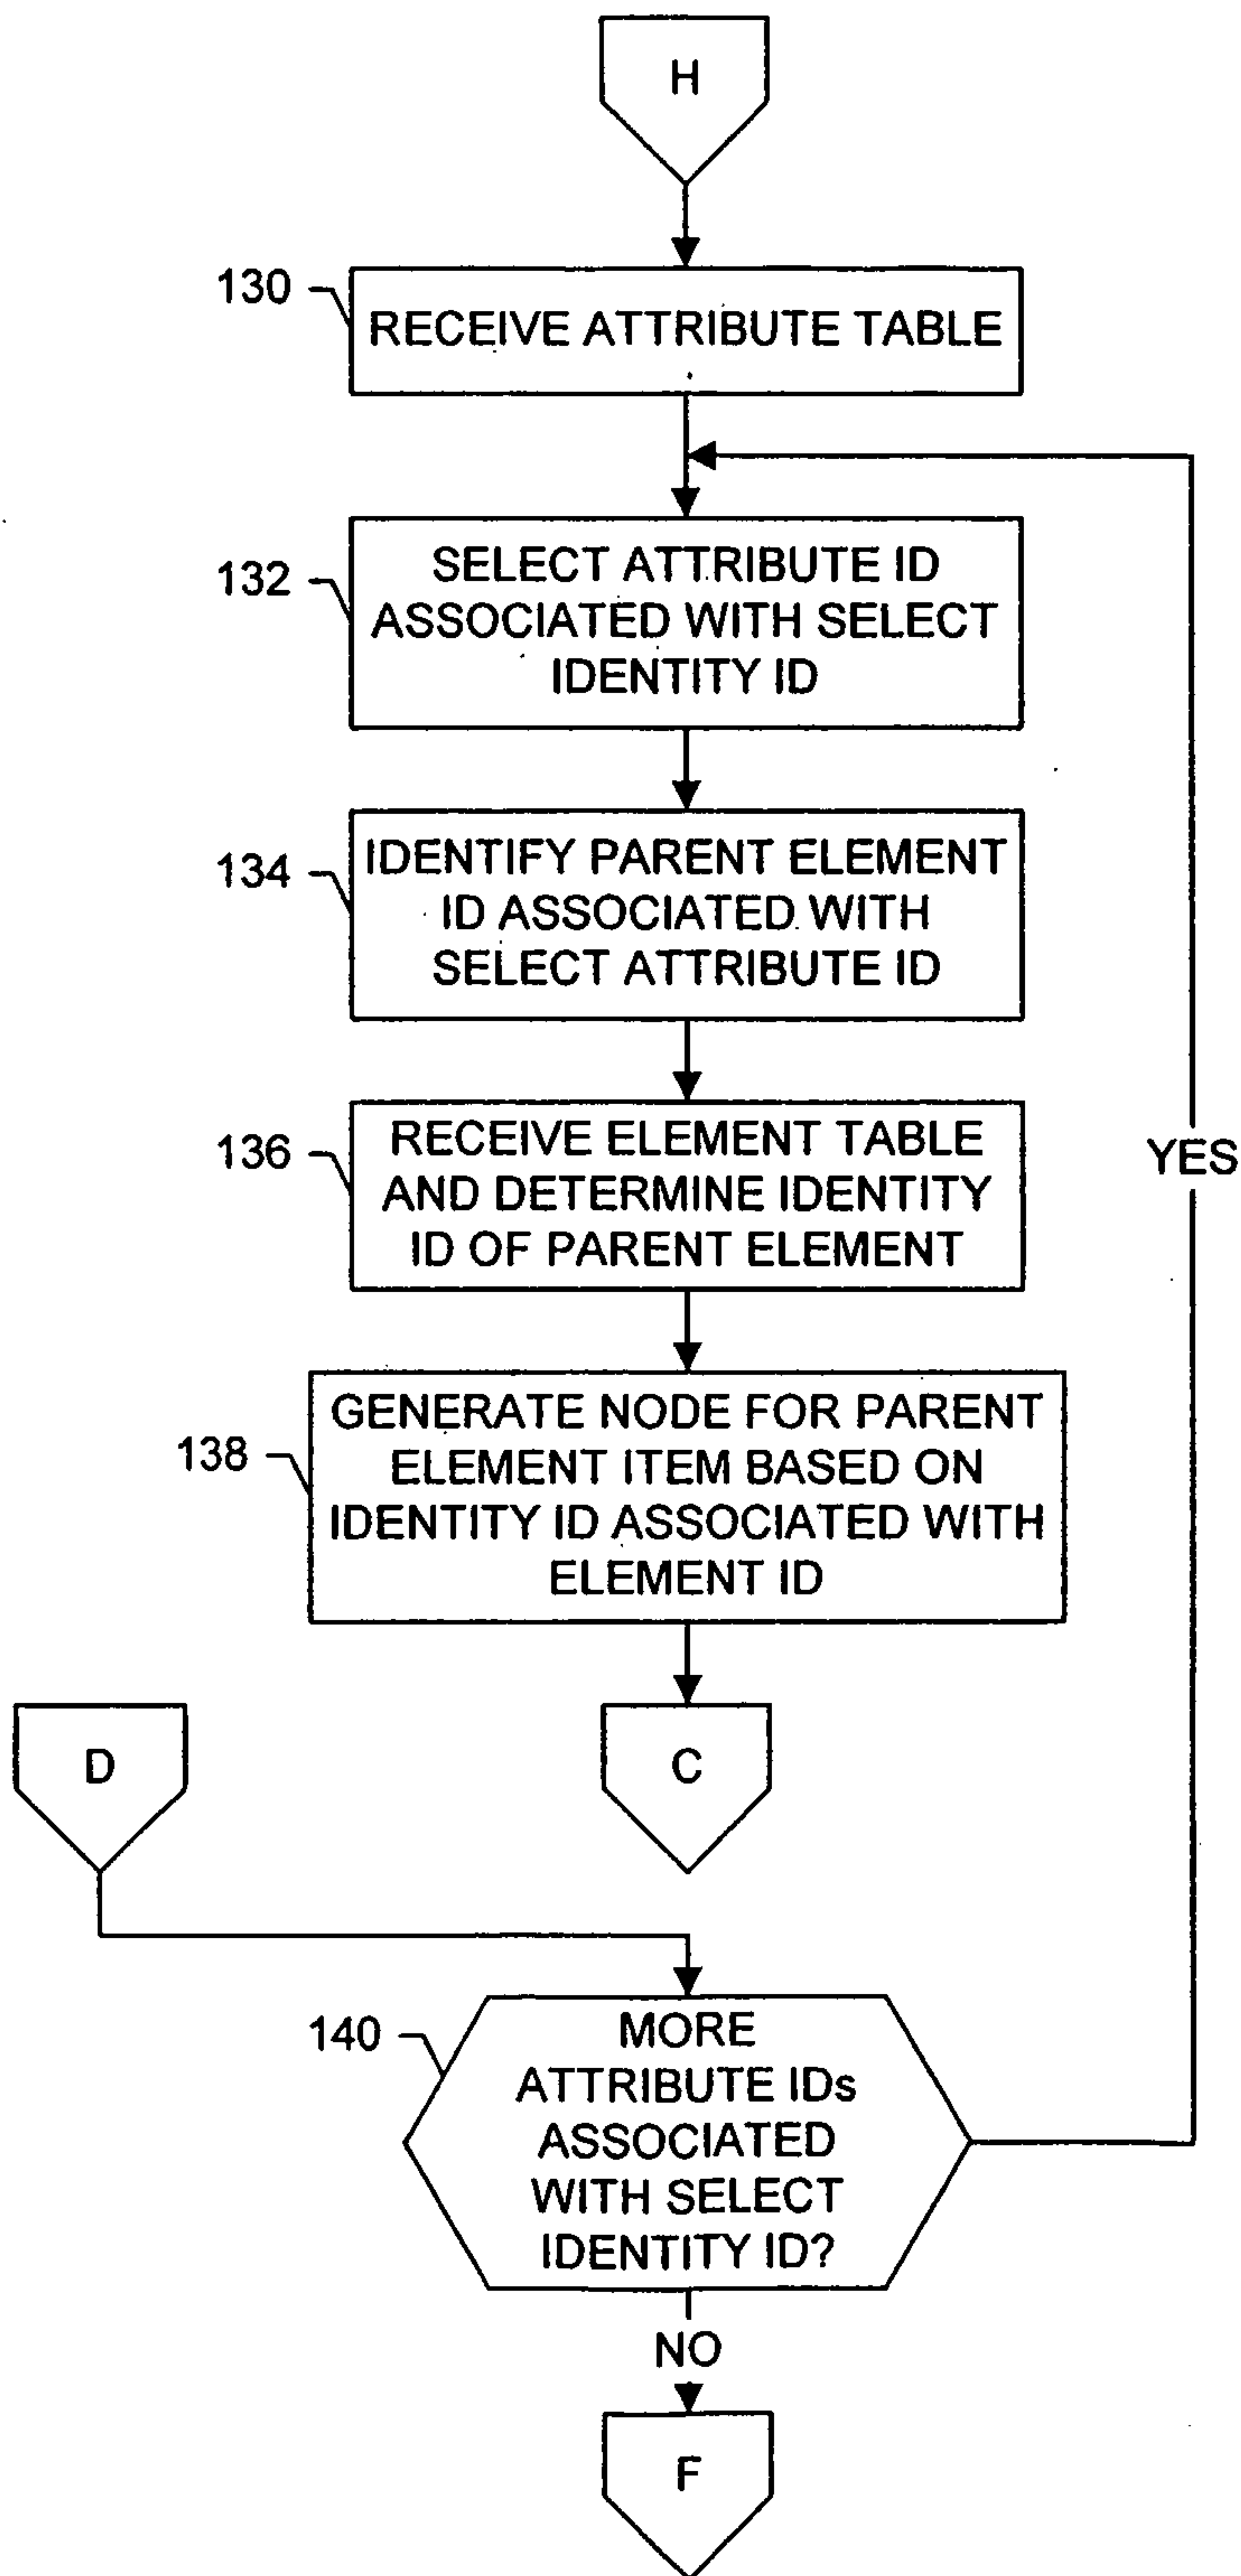 H
130
RECEIVE ATTRIBUTE TABLE
132
SELECT ATTRIBUTE ID
ASSOCIATED WITH SELECT
IDENTITY ID
134
IDENTIFY PARENT ELEMENT
ID ASSOCIATED WITH
SELECT ATTRIBUTE ID
136
RECEIVE ELEMENT TABLE
AND DETERMINE IDENTITY
ID OF PARENT ELEMENT
YES
138
GENERATE NODE FOR PARENT
ELEMENT ITEM BASED ON
IDENTITY ID ASSOCIATED WITH
ELEMENT ID
D
C
140
MORE
ATTRIBUTE IDs
ASSOCIATED
WITH SELECT
IDENTITY ID?
NO
F